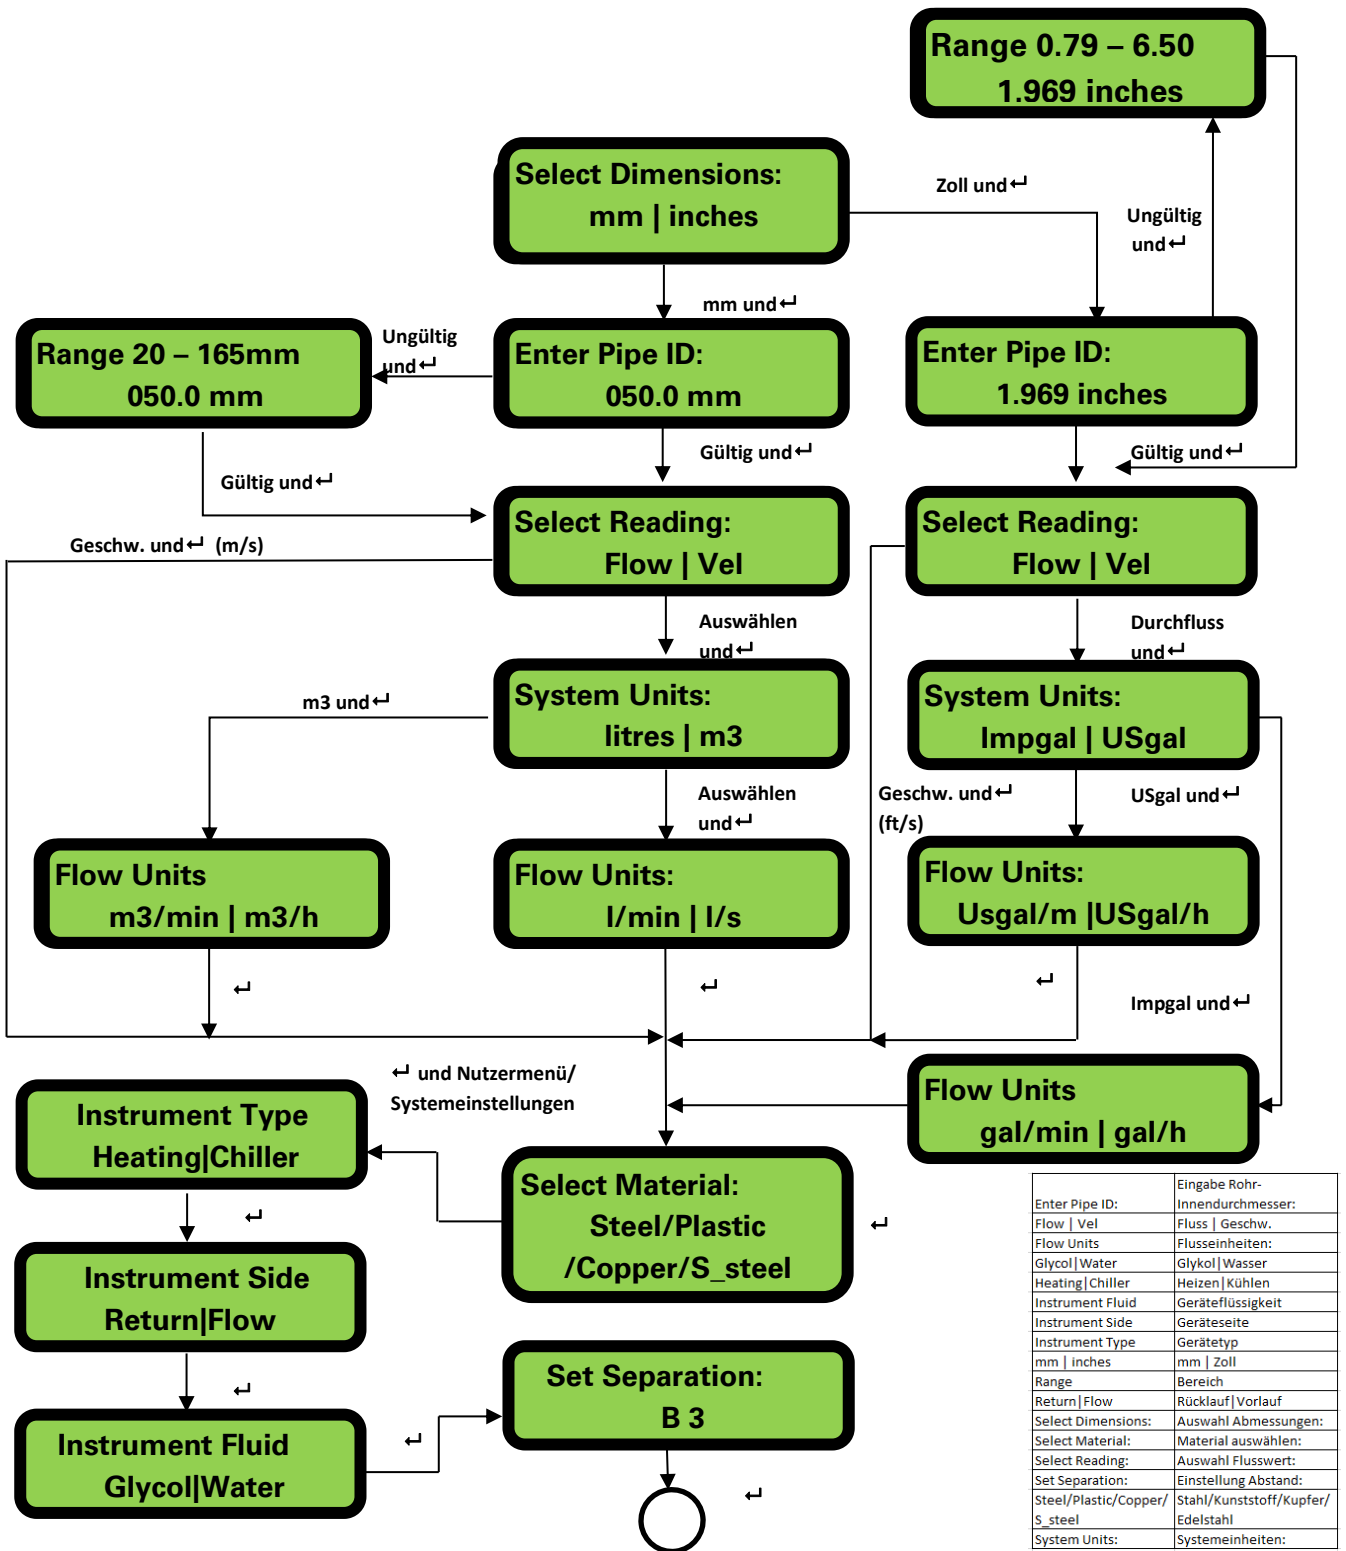 Range 0.79 – 6.50
1.969 inches
Select Dimensions:
mm | inches
Zoll und ↵
Ungültig
und ↵
mm und ↵
Range 20 – 165mm
050.0 mm
Ungültig
und ↵
Enter Pipe ID:
050.0 mm
Enter Pipe ID:
1.969 inches
Gültig und ↵
Gültig und ↵
Gültig und ↵
Select Reading:
Flow | Vel
Select Reading:
Flow | Vel
Geschw. und ↵ (m/s)
Auswählen
und ↵
Durchfluss
und ↵
m3 und ↵
System Units:
litres | m3
System Units:
Impgal | USgal
Auswählen
und ↵
Geschw. und ↵
(ft/s)
USgal und ↵
Flow Units
m3/min | m3/h
Flow Units:
l/min | l/s
Flow Units:
Usgal/m |USgal/h
↵
↵
↵
Impgal und ↵
↵ und Nutzermenü/
Systemeinstellungen
Flow Units
gal/min | gal/h
Instrument Type
Heating|Chiller
Select Material:
Steel/Plastic
/Copper/S_steel
↵
↵
Instrument Side
Return|Flow
↵
Instrument Fluid
Glycol|Water
↵
Set Separation:
B 3
↵
Enter Pipe ID: Eingabe Rohr-
Innendurchmesser:
Flow | Vel Fluss | Geschw.
Flow Units Flusseinheiten:
Glycol|Water Glykol|Wasser
Heating|Chiller Heizen|Kühlen
Instrument Fluid Geräteflüssigkeit
Instrument Side Geräteseite
Instrument Type Gerätetyp
mm | inches mm | Zoll
Range Bereich
Return|Flow Rücklauf|Vorlauf
Select Dimensions: Auswahl Abmessungen:
Select Material: Material auswählen:
Select Reading: Auswahl Flusswert:
Set Separation: Einstellung Abstand:
Steel/Plastic/Copper/ Stahl/Kunststoff/Kupfer/
S_steel Edelstahl
System Units: Systemeinheiten: